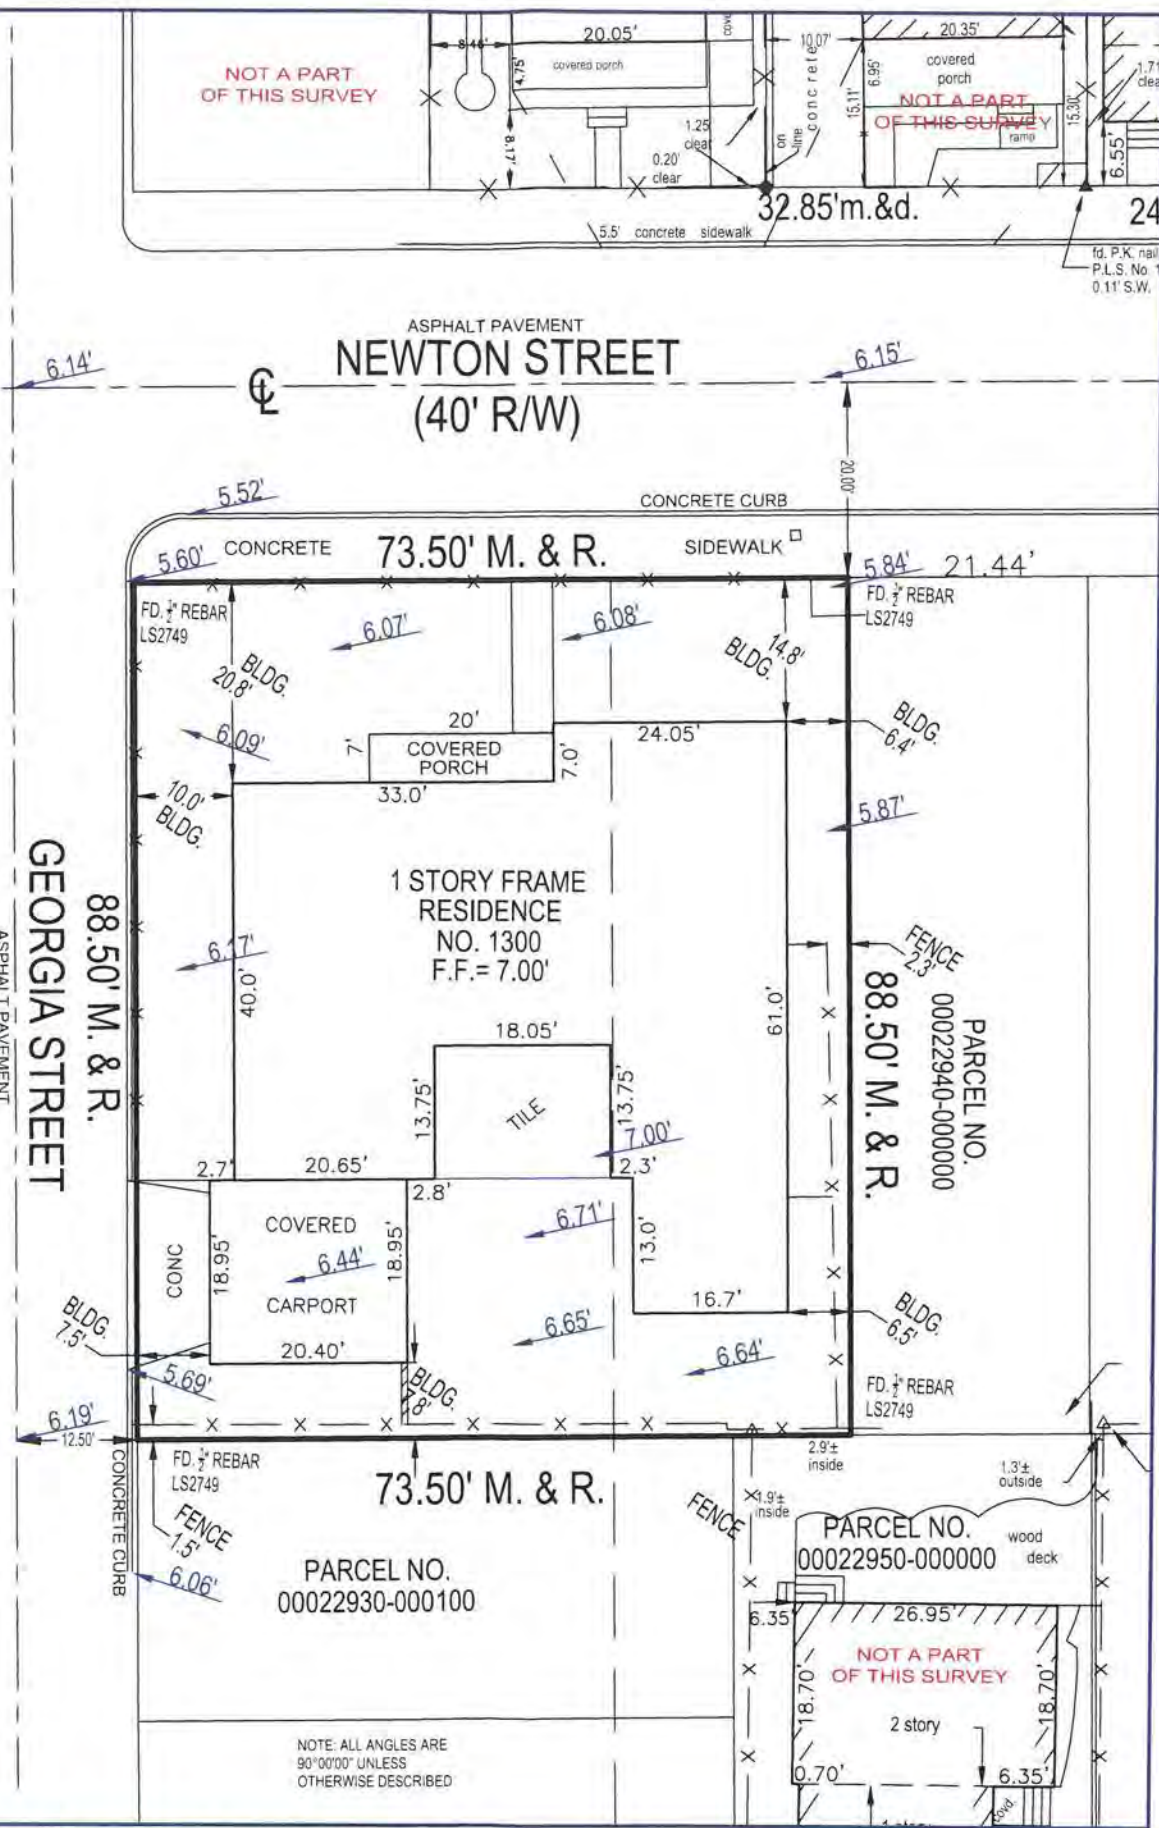 NOT A PART
OF THIS SURVEY
8.46'
20.05'
4.75'
covered porch
8.17'
1.25
clear
0.20'
clear
on
line
10.07'
concrete
20.35'
6.95'
15.11'
covered
porch
NOT A PART
OF THIS SURVEY
ramp
15.30'
6.55'
32.85'm.&d.
24
5.5' concrete sidewalk
fd. P.K. nail
P.L.S. No. 1
0.11' S.W.
ASPHALT PAVEMENT
NEWTON STREET
(40' R/W)
6.14'
6.15'
20.00'
5.52'
CONCRETE CURB
5.60'
CONCRETE
73.50' M. & R.
SIDEWALK
5.84'
21.44'
FD. ½" REBAR
LS2749
FD. ½" REBAR
LS2749
6.07'
6.08'
BLDG.
20.8'
14.8'
BLDG.
6.09'
20'
7'
COVERED
PORCH
7.0'
24.05'
BLDG.
6.4'
33.0'
10.0'
BLDG.
5.87'
GEORGIA STREET
ASPHALT PAVEMENT
88.50' M. & R.
1 STORY FRAME
RESIDENCE
NO. 1300
F.F.= 7.00'
6.17'
40.0'
61.0'
FENCE
2.3'
88.50' M. & R.
PARCEL NO.
00022940-000000
18.05'
13.75'
TILE
13.75'
7.00'
2.7'
20.65'
2.8'
2.3'
COVERED
CARPORT
CONC
18.95'
6.44'
18.95'
6.71'
13.0'
16.7'
BLDG.
7.5'
20.40'
6.65'
6.64'
BLDG.
6.5'
5.69'
BLDG.
7.8'
FD. ½" REBAR
LS2749
6.19'
12.50'
CONCRETE CURB
FD. ½" REBAR
LS2749
73.50' M. & R.
2.9'±
inside
1.3'±
outside
FENCE
1.5'
FENCE
1.9'±
inside
6.06'
PARCEL NO.
00022930-000100
PARCEL NO.
00022950-000000
wood
deck
6.35'
26.95'
NOT A PART
OF THIS SURVEY
18.70'
18.70'
2 story
0.70'
6.35'
covd.
NOTE: ALL ANGLES ARE
90°00'00" UNLESS
OTHERWISE DESCRIBED